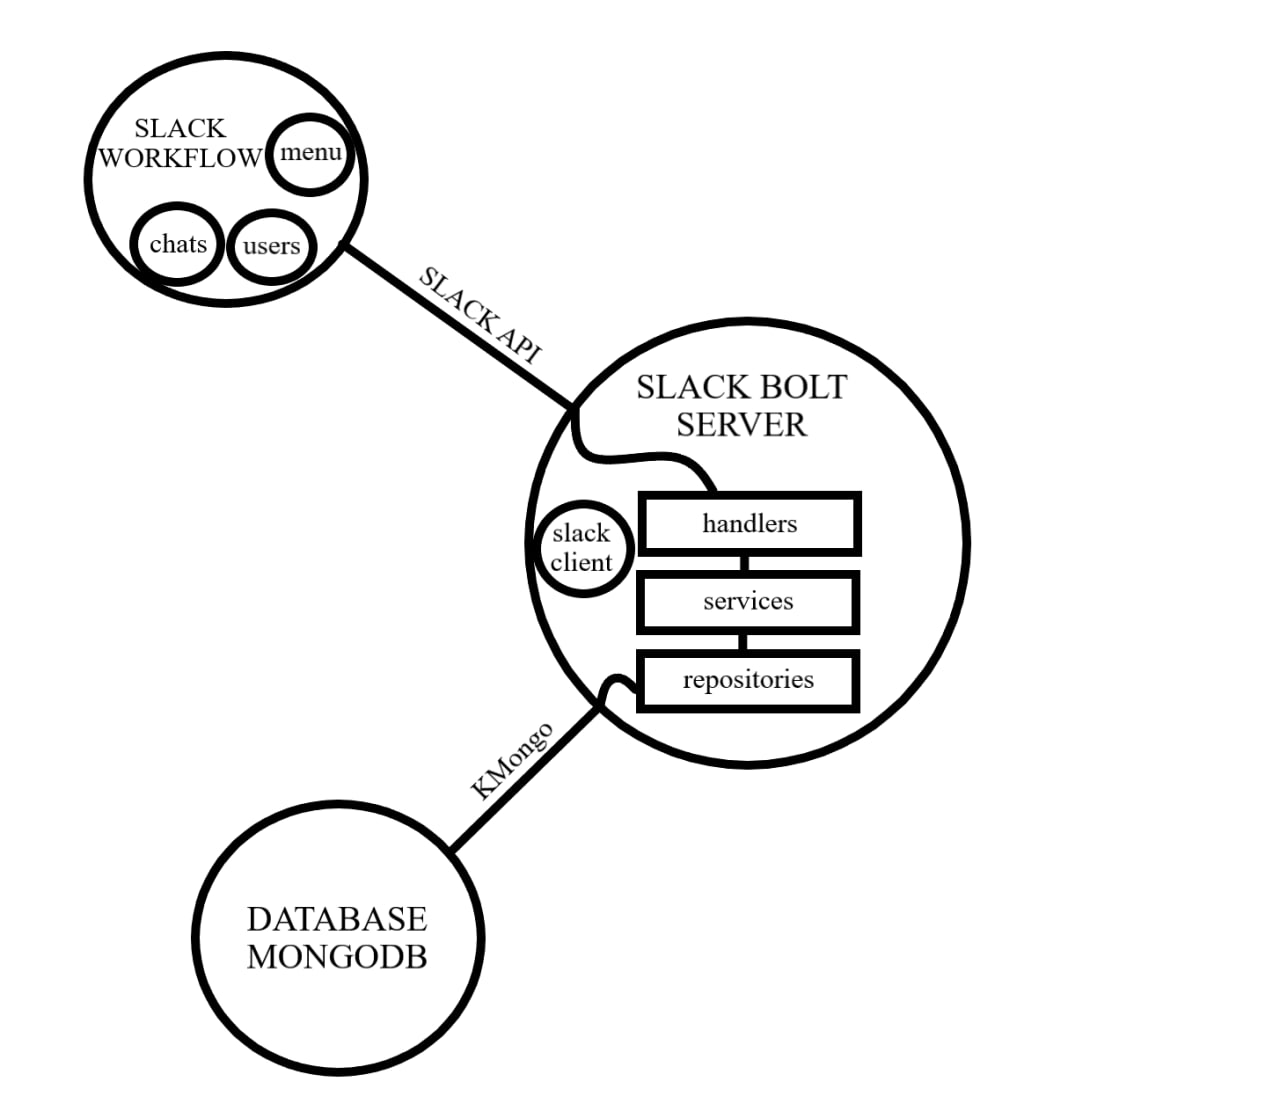 SLACK
WORKFLOW
menu
chats
users
SLACK API
SLACK BOLT
SERVER
handlers
slack
client
services
repositories
KMongo
DATABASE
MONGODB